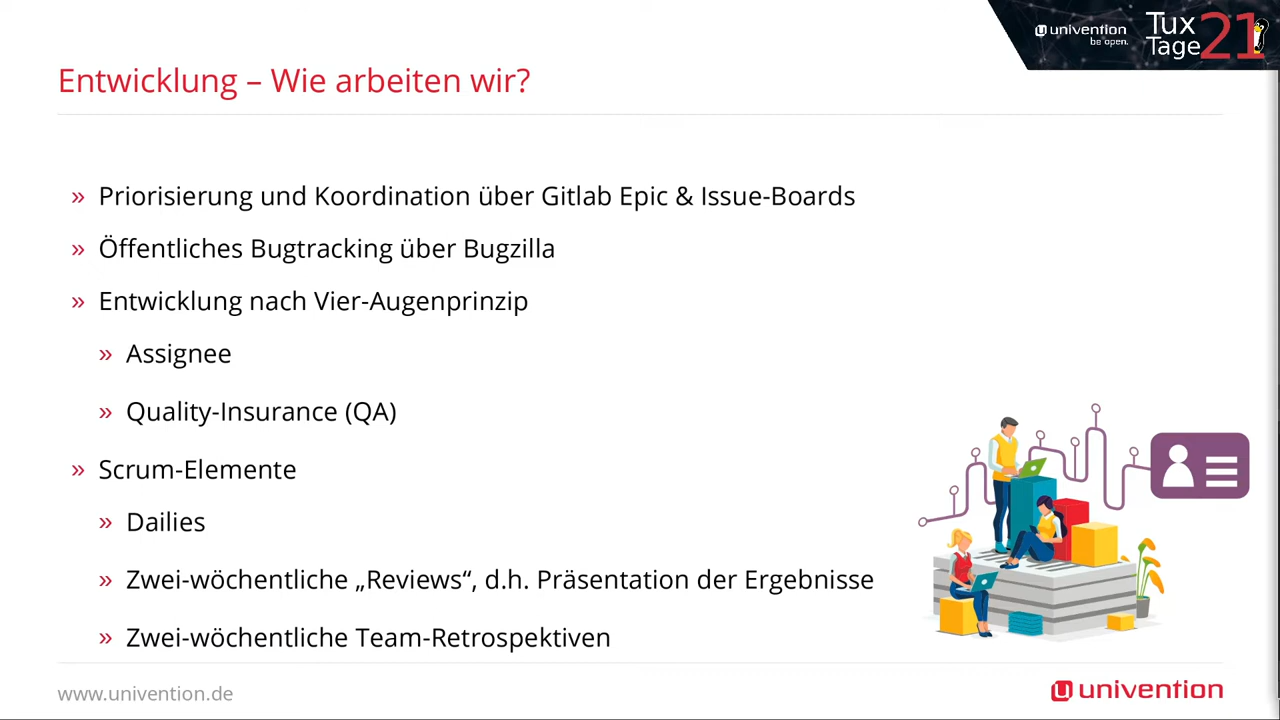 univention
be open.
Tux
Tage
21
Entwicklung – Wie arbeiten wir?
» Priorisierung und Koordination über Gitlab Epic & Issue-Boards
» Öffentliches Bugtracking über Bugzilla
» Entwicklung nach Vier-Augenprinzip
» Assignee
» Quality-Insurance (QA)
» Scrum-Elemente
» Dailies
» Zwei-wöchentliche „Reviews“, d.h. Präsentation der Ergebnisse
» Zwei-wöchentliche Team-Retrospektiven
www.univention.de
univention